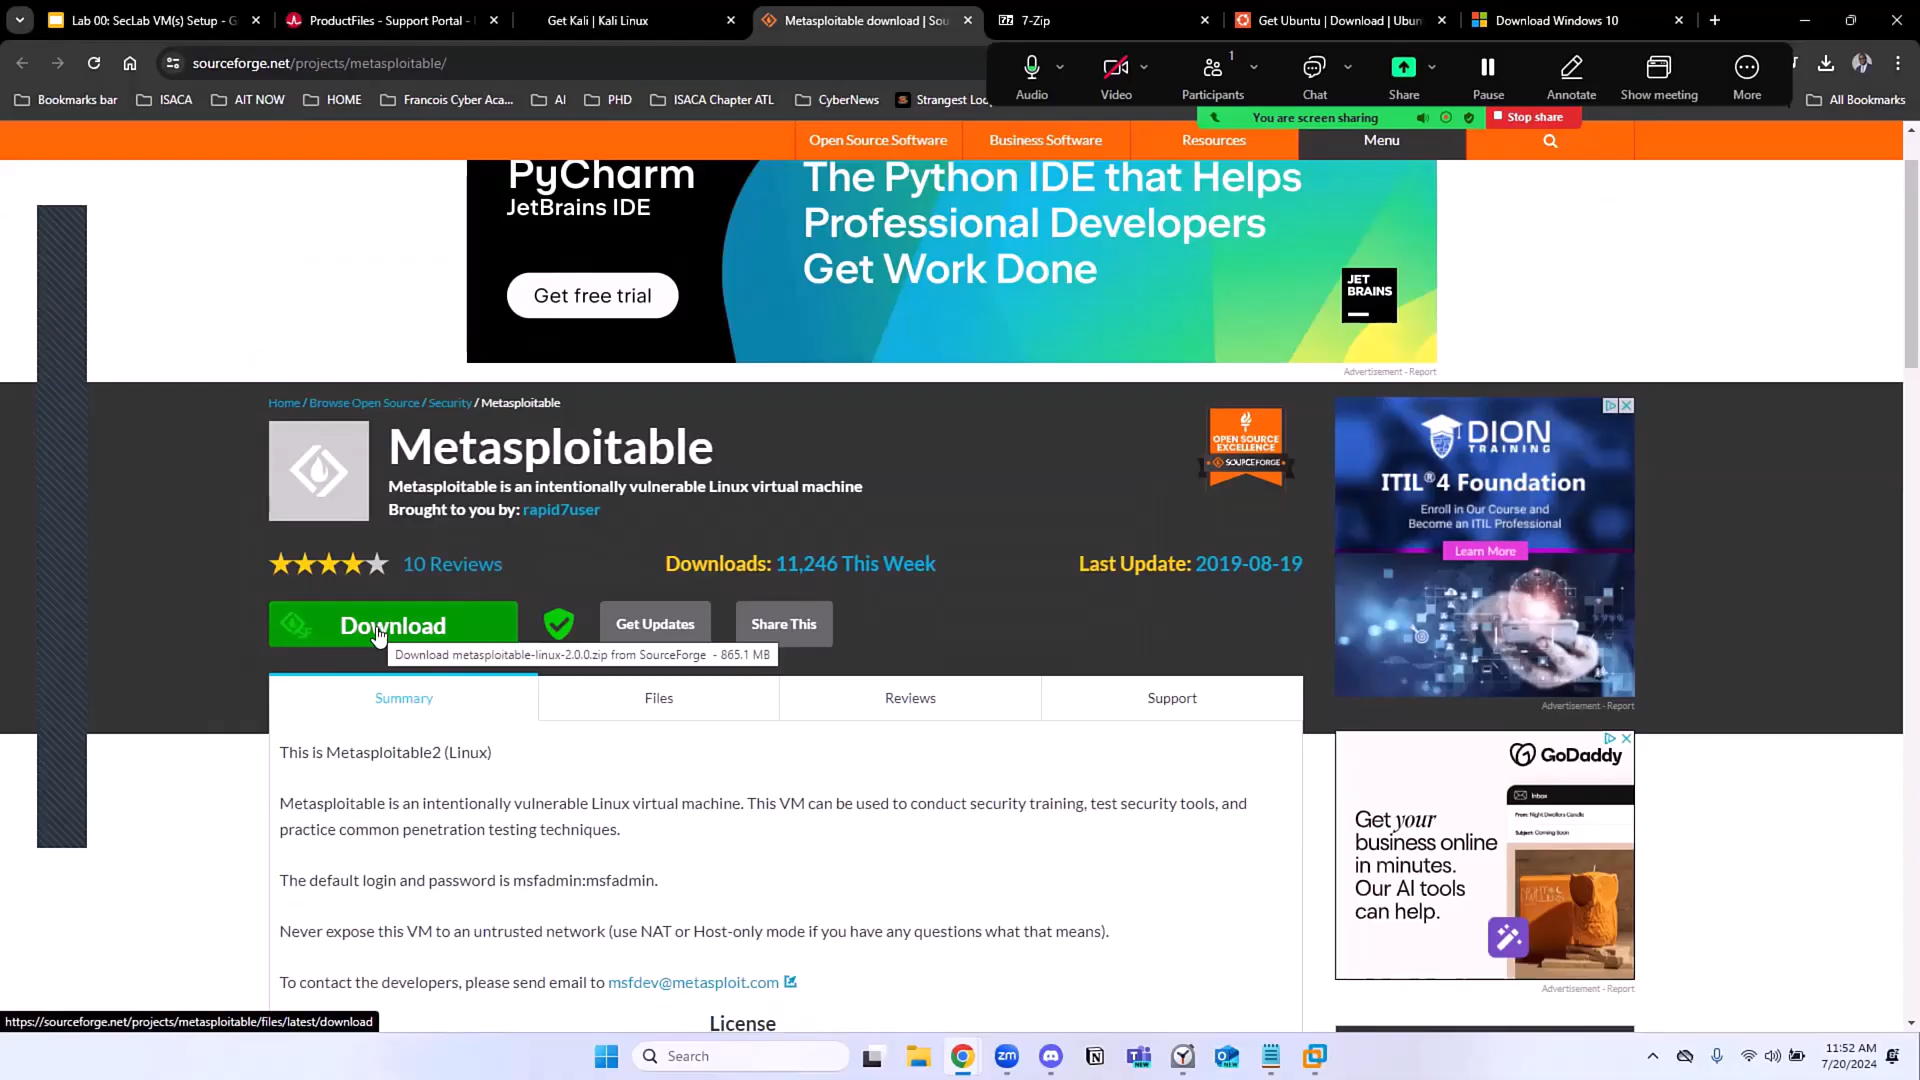 Lab 00: SecLab VM(s) Setup - G
ProductFiles - Support Portal -
Get Kali | Kali Linux
Metasploitable download | Sou
7-Zip
Get Ubuntu | Download | Ubun
Download Windows 10
sourceforge.net/projects/metasploitable/
Audio
Video
1
Participants
Chat
Share
Pause
Annotate
Show meeting
More
Bookmarks bar
ISACA
AIT NOW
HOME
Francois Cyber Aca...
AI
PHD
ISACA Chapter ATL
CyberNews
Strangest Loo
All Bookmarks
You are screen sharing
Stop share
Open Source Software
Business Software
Resources
Menu
PyCharm
JetBrains IDE
Get free trial
The Python IDE that Helps
Professional Developers
Get Work Done
JET
BRAINS
Advertisement - Report
Home / Browse Open Source / Security / Metasploitable
Metasploitable
Metasploitable is an intentionally vulnerable Linux virtual machine
Brought to you by: rapid7user
OPEN SOURCE
EXCELLENCE
SOURCEFORGE
10 Reviews
Downloads: 11,246 This Week
Last Update: 2019-08-19
Download
Get Updates
Share This
Download metasploitable-linux-2.0.0.zip from SourceForge - 865.1 MB
Summary
Files
Reviews
Support
This is Metasploitable2 (Linux)
Metasploitable is an intentionally vulnerable Linux virtual machine. This VM can be used to conduct security training, test security tools, and
practice common penetration testing techniques.
The default login and password is msfadmin:msfadmin.
Never expose this VM to an untrusted network (use NAT or Host-only mode if you have any questions what that means).
To contact the developers, please send email to msfdev@metasploit.com
License
DION
TRAINING
ITIL® 4 Foundation
Enroll in Our Course and
Become an ITIL Professional
Learn More
Advertisement - Report
GoDaddy
Get your
business online
in minutes.
Our AI tools
can help.
Inbox
From: Night Dwellers Candle
Subject: Coming Soon
Advertisement - Report
https://sourceforge.net/projects/metasploitable/files/latest/download
Search
zm
11:52 AM
7/20/2024